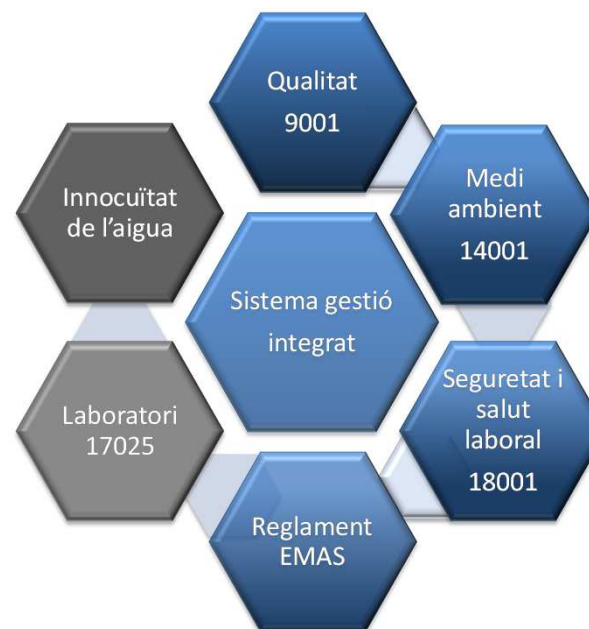 Qualitat
9001
Medi
ambient
14001
Seguretat i
salut
laboral
18001
Reglament
EMAS
Laboratori
17025
Innocuïtat
de l’aigua
Sistema gestió
integrat